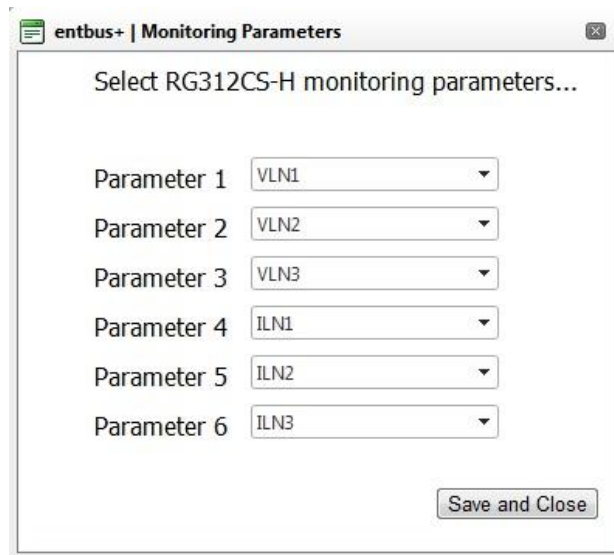 entbus+ | Monitoring Parameters
Select RG312CS-H monitoring parameters...
Parameter 1 VLN1
Parameter 2 VLN2
Parameter 3 VLN3
Parameter 4 ILN1
Parameter 5 ILN2
Parameter 6 ILN3
Save and Close